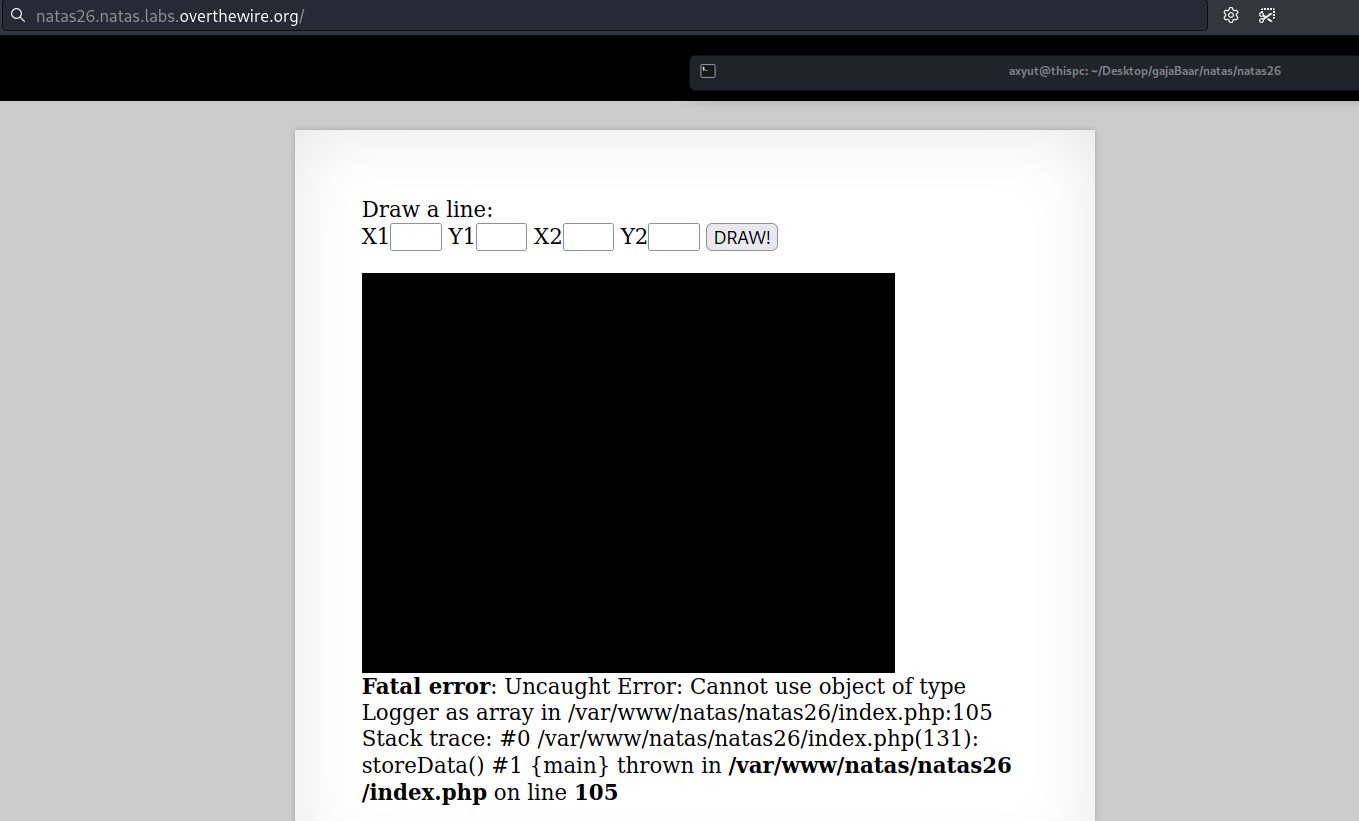 natas26.natas.labs.overthewire.org/
axyut@thispc: ~/Desktop/gajaBaar/natas/natas26
Draw a line:
X1 Y1 X2 Y2 DRAW!
Fatal error: Uncaught Error: Cannot use object of type
Logger as array in /var/www/natas/natas26/index.php:105
Stack trace: #0 /var/www/natas/natas26/index.php(131):
storeData() #1 {main} thrown in /var/www/natas/natas26
/index.php on line 105